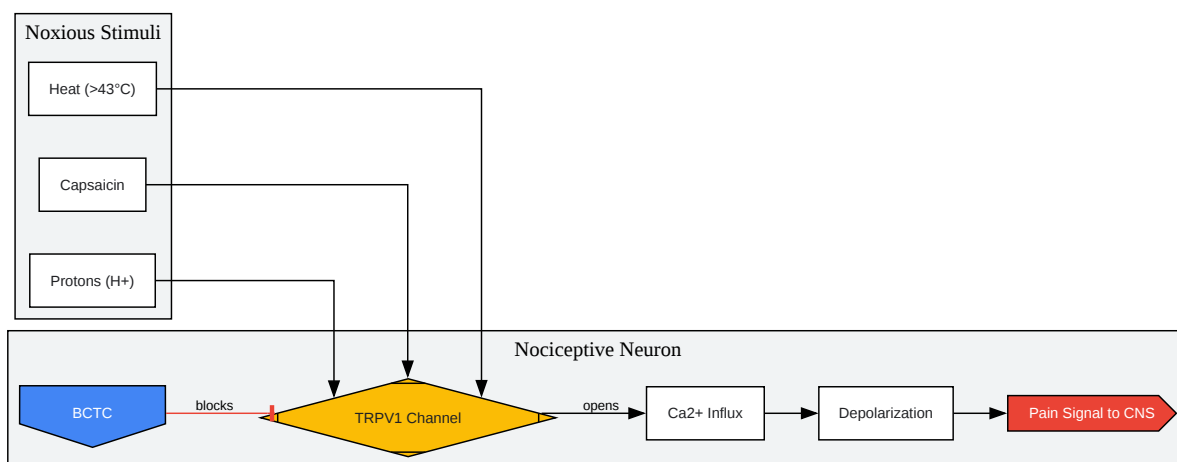 Noxious Stimuli
Heat (>43°C)
Capsaicin
Protons (H+)
Nociceptive Neuron
BCTC
blocks
TRPV1 Channel
opens
Ca2+ Influx
Depolarization
Pain Signal to CNS